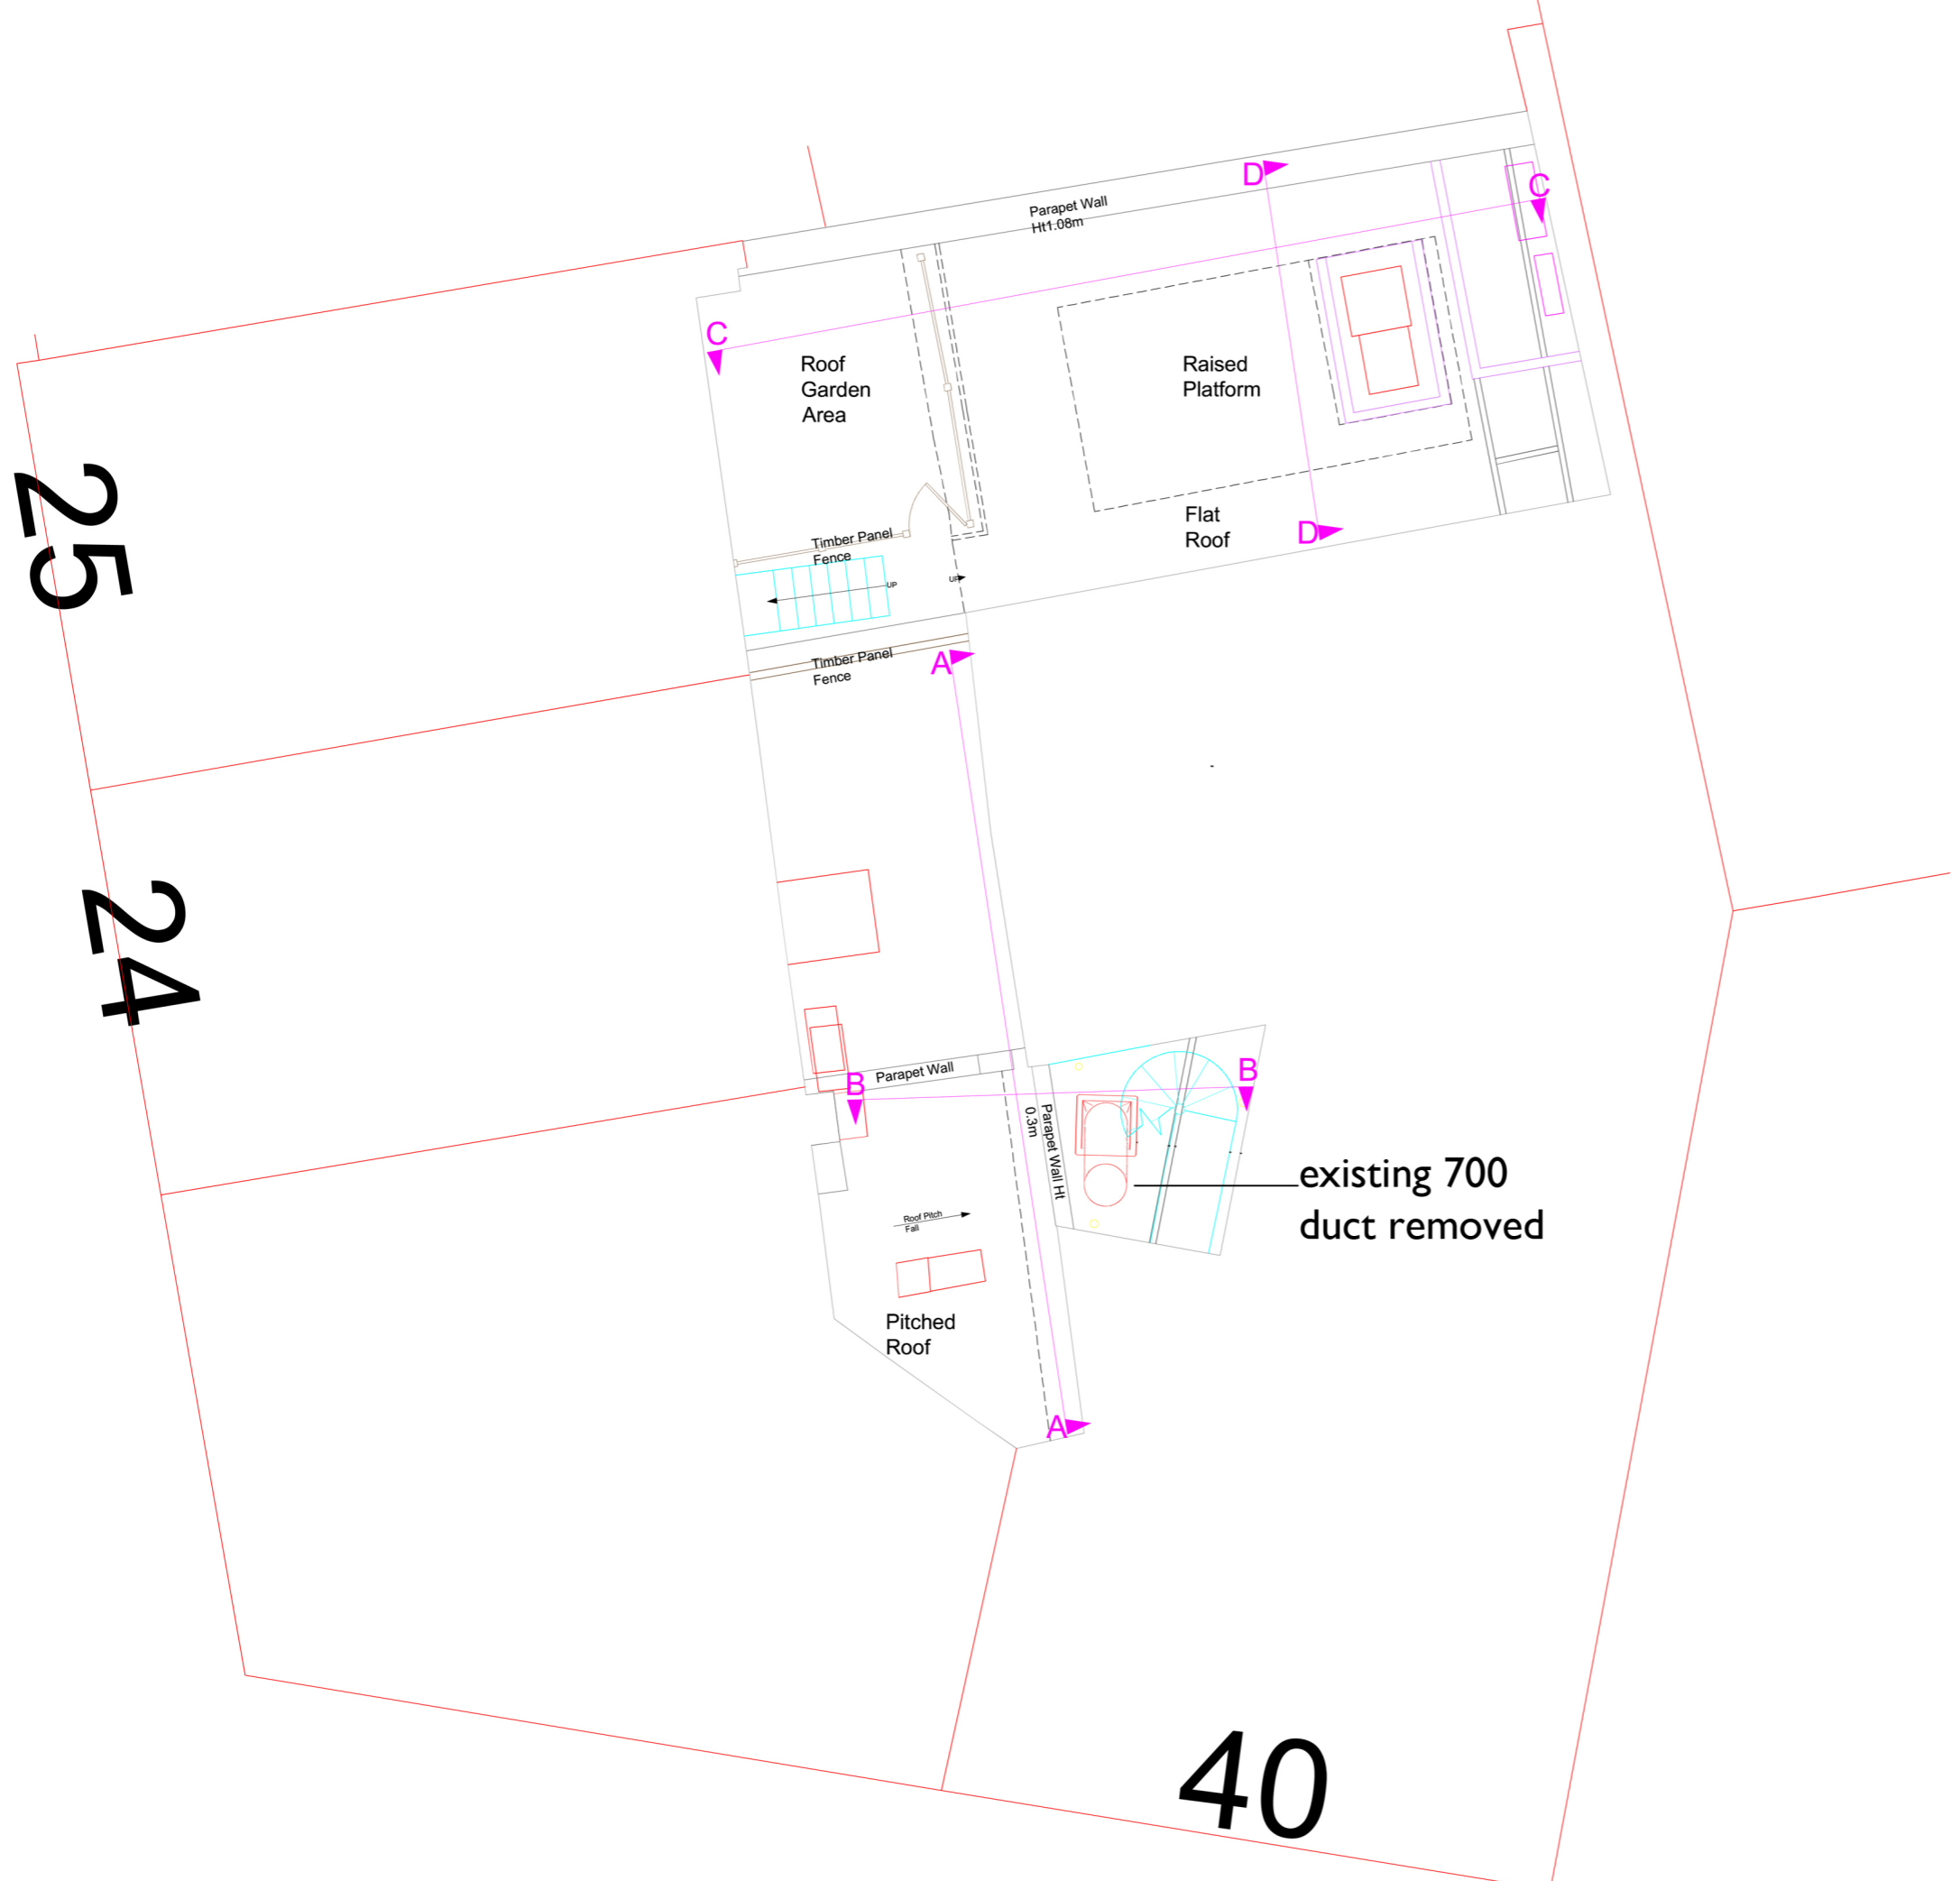 D
C
Parapet Wall
Ht1.08m
C
Roof
Garden
Area
Raised
Platform
25
Flat
Roof
D
Timber Panel
Fence
UP
UP
Timber Panel
Fence
A
24
Parapet Wall
B
B
Parapet Wall Ht
0.3m
existing 700
duct removed
Roof Pitch
Fall
Pitched
Roof
A
40